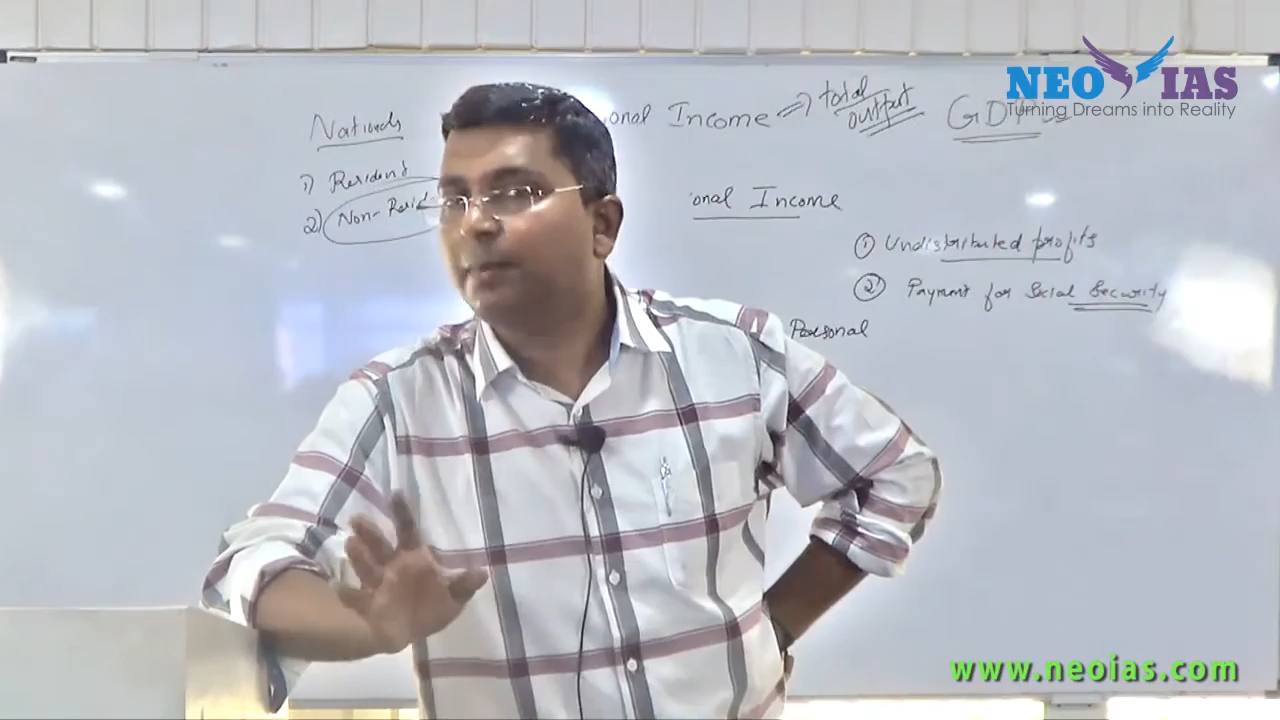 NEO IAS
Turning Dreams into Reality
Nationals
onal Income => total output GDP
1) Resident
2) Non-Resid
onal Income
① Undistributed profits
② Payment for Social Security
Personal
www.neoias.com